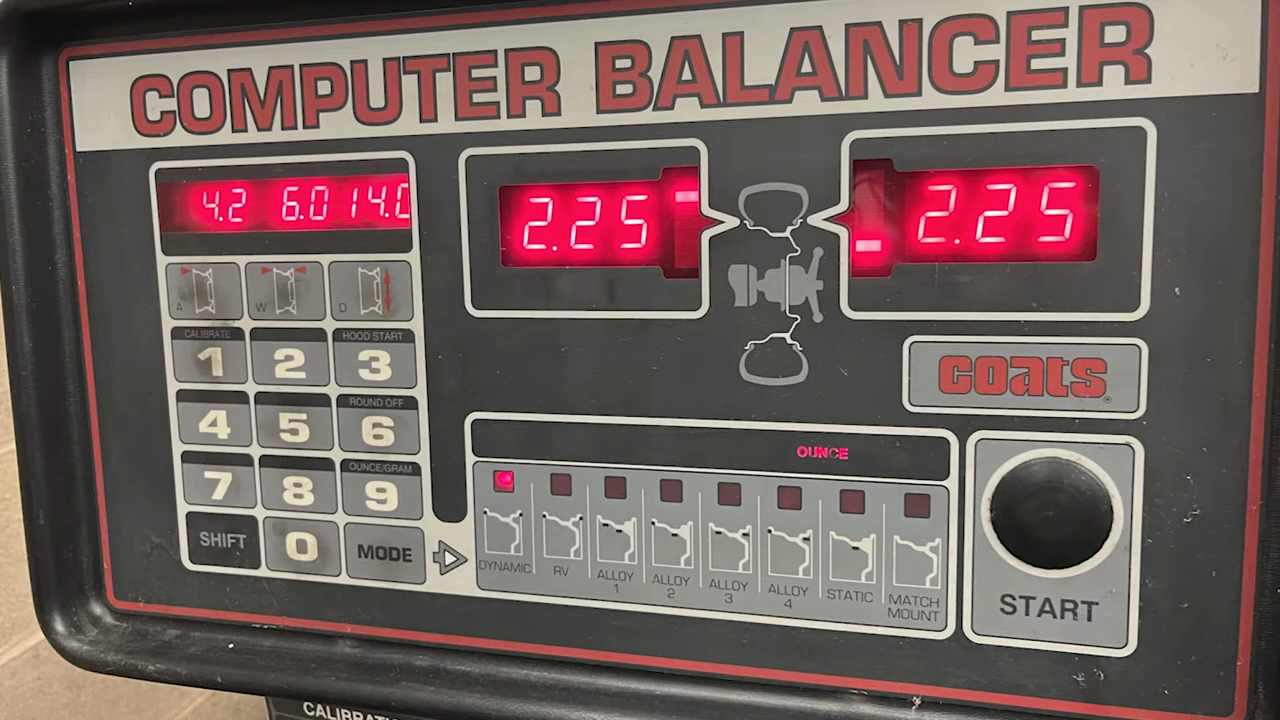 COMPUTER BALANCER
4.2 6.0 14.0
2.25
2.25
A W D
CALIBRATE HOOD START
1 2 3
ROUND OFF
4 5 6
OUNCE/GRAM
7 8 9
SHIFT 0 MODE
coats®
OUNCE
DYNAMIC RV ALLOY 1 ALLOY 2 ALLOY 3 ALLOY 4 STATIC MATCH MOUNT
START